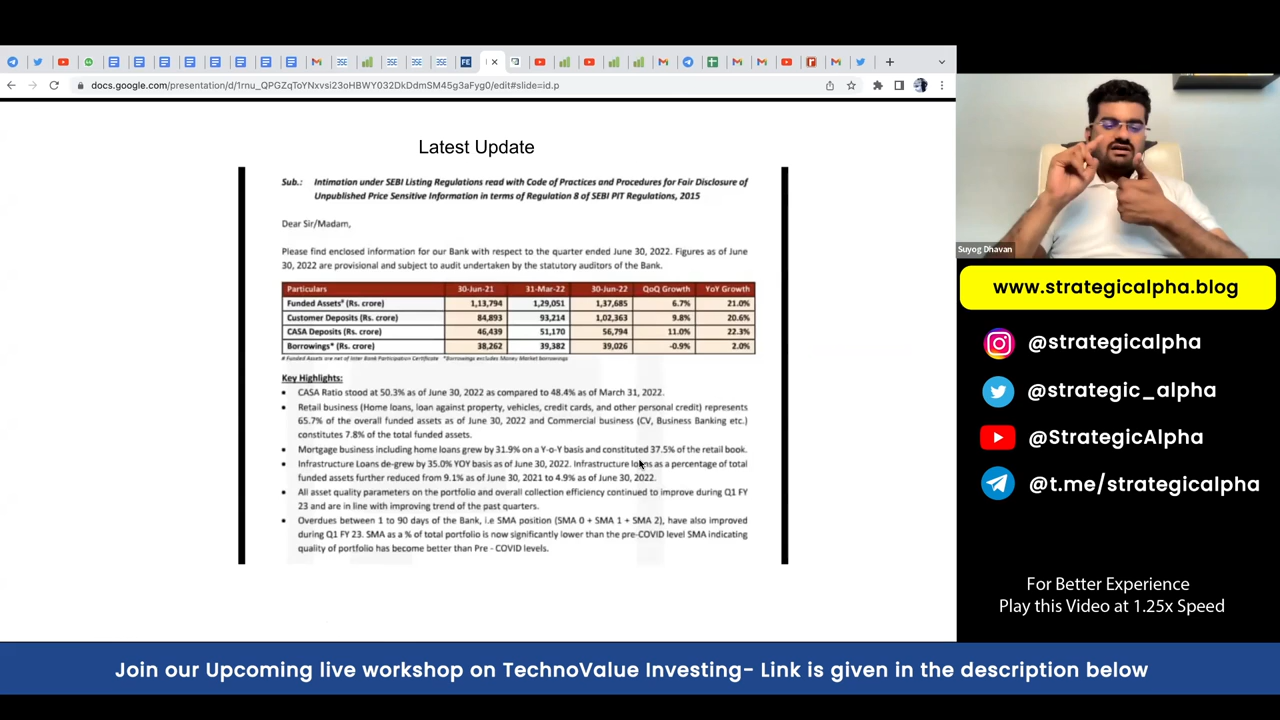 docs.google.com/presentation/d/1rnu_QPGZqToYNxvsi23oHBWY032DkDdmSM45g3aFyg0/edit#slide=id.p
Latest Update
Sub.: Intimation under SEBI Listing Regulations read with Code of Practices and Procedures for Fair Disclosure of
Unpublished Price Sensitive Information in terms of Regulation 8 of SEBI PIT Regulations, 2015
Dear Sir/Madam,
Please find enclosed information for our Bank with respect to the quarter ended June 30, 2022. Figures as of June
30, 2022 are provisional and subject to audit undertaken by the statutory auditors of the Bank.
Particulars 30-Jun-21 31-Mar-22 30-Jun-22 QoQ Growth YoY Growth
Funded Assets# (Rs. crore) 1,13,794 1,29,051 1,37,685 6.7% 21.0%
Customer Deposits (Rs. crore) 84,893 93,214 1,02,363 9.8% 20.6%
CASA Deposits (Rs. crore) 46,439 51,170 56,794 11.0% 22.3%
Borrowings* (Rs. crore) 38,262 39,382 39,026 -0.9% 2.0%
# Funded Assets are net of Inter Bank Participation Certificate *Borrowings excludes Money Market borrowings
Key Highlights:
• CASA Ratio stood at 50.3% as of June 30, 2022 as compared to 48.4% as of March 31, 2022.
• Retail business (Home loans, loan against property, vehicles, credit cards, and other personal credit) represents
65.7% of the overall funded assets as of June 30, 2022 and Commercial business (CV, Business Banking etc.)
constitutes 7.8% of the total funded assets.
• Mortgage business including home loans grew by 31.9% on a Y-o-Y basis and constituted 37.5% of the retail book.
• Infrastructure Loans de-grew by 35.0% YOY basis as of June 30, 2022. Infrastructure loans as a percentage of total
funded assets further reduced from 9.1% as of June 30, 2021 to 4.9% as of June 30, 2022.
• All asset quality parameters on the portfolio and overall collection efficiency continued to improve during Q1 FY
23 and are in line with improving trend of the past quarters.
• Overdues between 1 to 90 days of the Bank, i.e SMA position (SMA 0 + SMA 1 + SMA 2), have also improved
during Q1 FY 23. SMA as a % of total portfolio is now significantly lower than the pre-COVID level SMA indicating
quality of portfolio has become better than Pre - COVID levels.
Suyog Dhavan
www.strategicalpha.blog
@strategicalpha
@strategic_alpha
@StrategicAlpha
@t.me/strategicalpha
For Better Experience
Play this Video at 1.25x Speed
Join our Upcoming live workshop on TechnoValue Investing- Link is given in the description below